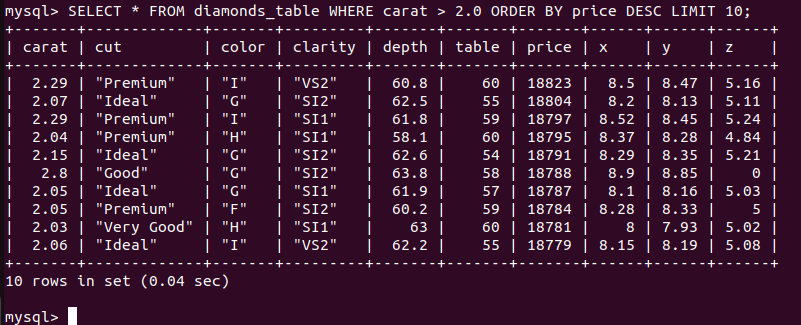 mysql> SELECT * FROM diamonds_table WHERE carat > 2.0 ORDER BY price DESC LIMIT 10;
+-------+-------------+-------+---------+-------+-------+-------+------+------+------+
| carat | cut         | color | clarity | depth | table | price | x    | y    | z    |
+-------+-------------+-------+---------+-------+-------+-------+------+------+------+
|  2.29 | "Premium"   | "I"   | "VS2"   |  60.8 |    60 | 18823 |  8.5 | 8.47 | 5.16 |
|  2.07 | "Ideal"     | "G"   | "SI2"   |  62.5 |    55 | 18804 |  8.2 | 8.13 | 5.11 |
|  2.29 | "Premium"   | "I"   | "SI1"   |  61.8 |    59 | 18797 | 8.52 | 8.45 | 5.24 |
|  2.04 | "Premium"   | "H"   | "SI1"   |  58.1 |    60 | 18795 | 8.37 | 8.28 | 4.84 |
|  2.15 | "Ideal"     | "G"   | "SI2"   |  62.6 |    54 | 18791 | 8.29 | 8.35 | 5.21 |
|   2.8 | "Good"      | "G"   | "SI2"   |  63.8 |    58 | 18788 |  8.9 | 8.85 |    0 |
|  2.05 | "Ideal"     | "G"   | "SI1"   |  61.9 |    57 | 18787 |  8.1 | 8.16 | 5.03 |
|  2.05 | "Premium"   | "F"   | "SI2"   |  60.2 |    59 | 18784 | 8.28 | 8.33 |    5 |
|  2.03 | "Very Good" | "H"   | "SI1"   |    63 |    60 | 18781 |    8 | 7.93 | 5.02 |
|  2.06 | "Ideal"     | "I"   | "VS2"   |  62.2 |    55 | 18779 | 8.15 | 8.19 | 5.08 |
+-------+-------------+-------+---------+-------+-------+-------+------+------+------+
10 rows in set (0.04 sec)
mysql>